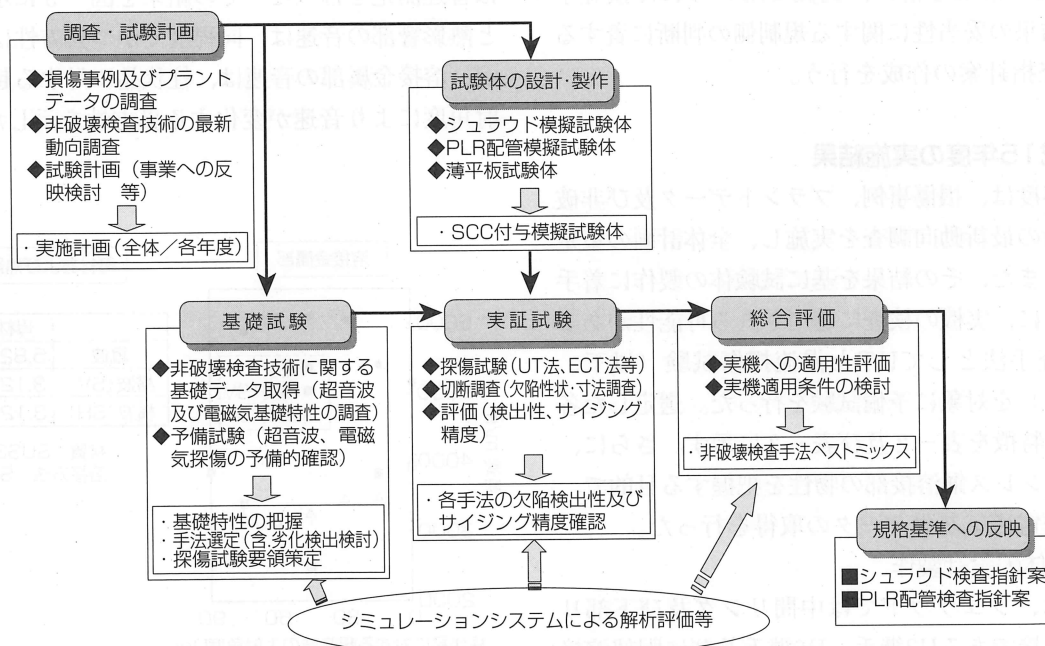 調査・試験計画
◆損傷事例及びプラント
データの調査
◆非破壊検査技術の最新
動向調査
◆試験計画（事業への反
映検討　等）
・実施計画(全体／各年度)
試験体の設計・製作
◆シュラウド模擬試験体
◆PLR配管模擬試験体
◆薄平板試験体
・SCC付与模擬試験体
基礎試験
◆非破壊検査技術に関する
基礎データ取得（超音波
及び電磁気基礎特性の調査）
◆予備試験（超音波、電磁
気探傷の予備的確認）
・基礎特性の把握
・手法選定(含.劣化検出検討)
・探傷試験要領策定
実証試験
◆探傷試験(UT法、ECT法等)
◆切断調査(欠陥性状・寸法調査)
◆評価(検出性、サイジング
精度)
・各手法の欠陥検出性及び
サイジング精度確認
総合評価
◆実機への適用性評価
◆実機適用条件の検討
・非破壊検査手法ベストミックス
規格基準への反映
■シュラウド検査指針案
■PLR配管検査指針案
シミュレーションシステムによる解析評価等